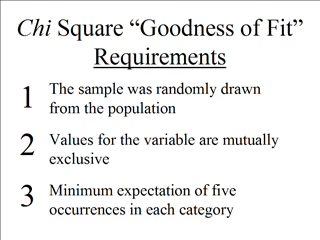 Chi Square “Goodness of Fit”
Requirements
1 The sample was randomly drawn
from the population
2 Values for the variable are mutually
exclusive
3 Minimum expectation of five
occurrences in each category